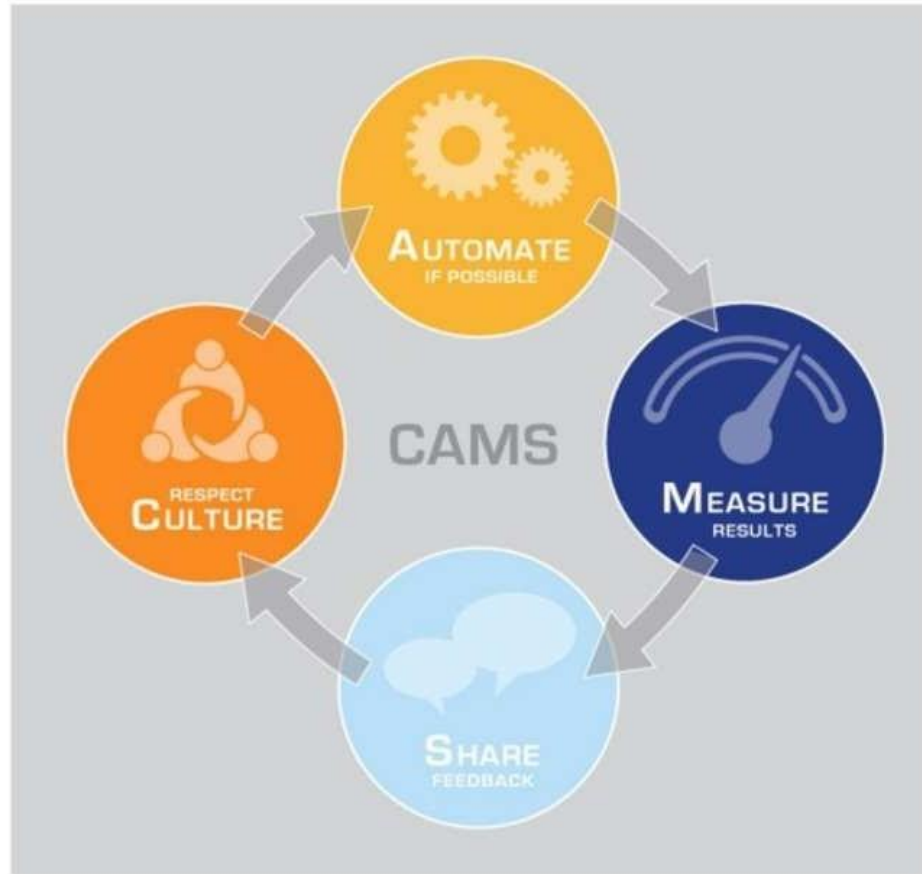 AUTOMATE
IF POSSIBLE
RESPECT
CULTURE
CAMS
MEASURE
RESULTS
SHARE
FEEDBACK